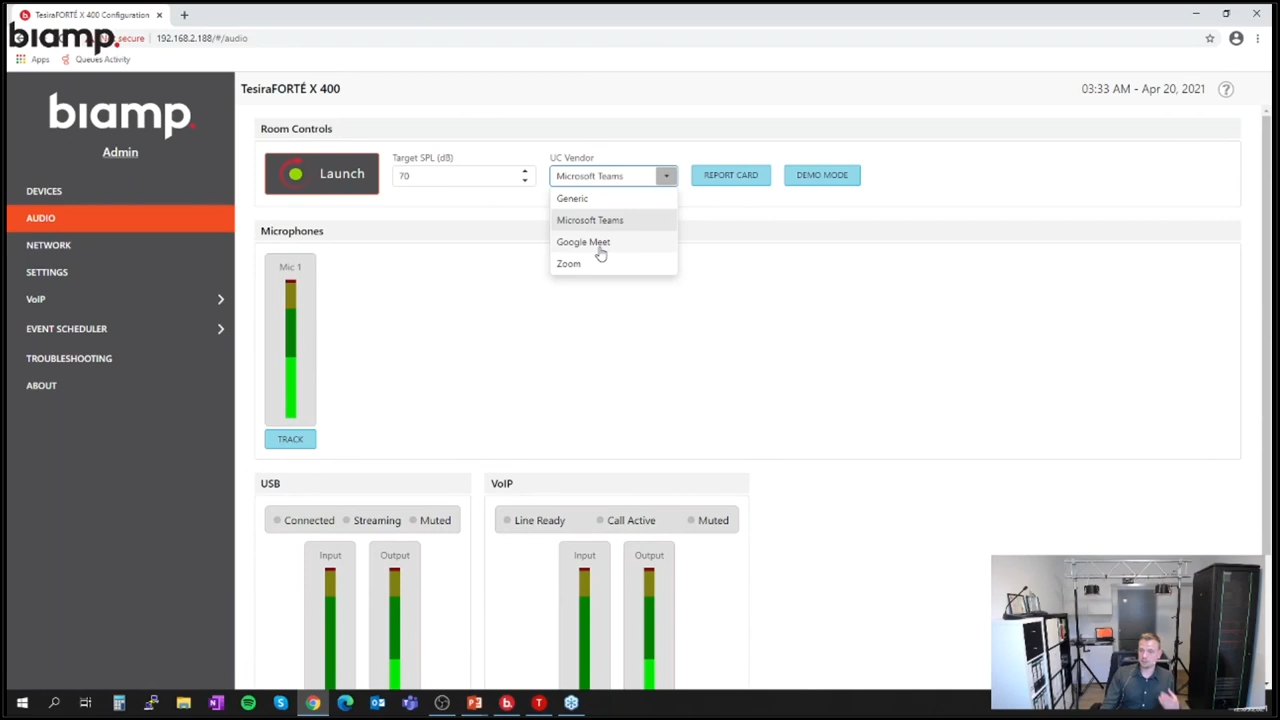 TesiraFORTÉ X 400 Configuration
biamp.
secure
192.168.2.188/#/audio
Apps
Queues Activity
biamp.
Admin
DEVICES
AUDIO
NETWORK
SETTINGS
VoIP
EVENT SCHEDULER
TROUBLESHOOTING
ABOUT
TesiraFORTÉ X 400
03:33 AM - Apr 20, 2021
Room Controls
Launch
Target SPL (dB)
70
UC Vendor
Microsoft Teams
Generic
Microsoft Teams
Google Meet
Zoom
REPORT CARD
DEMO MODE
Microphones
Mic 1
TRACK
USB
Connected Streaming Muted
Input Output
VoIP
Line Ready Call Active Muted
Input Output